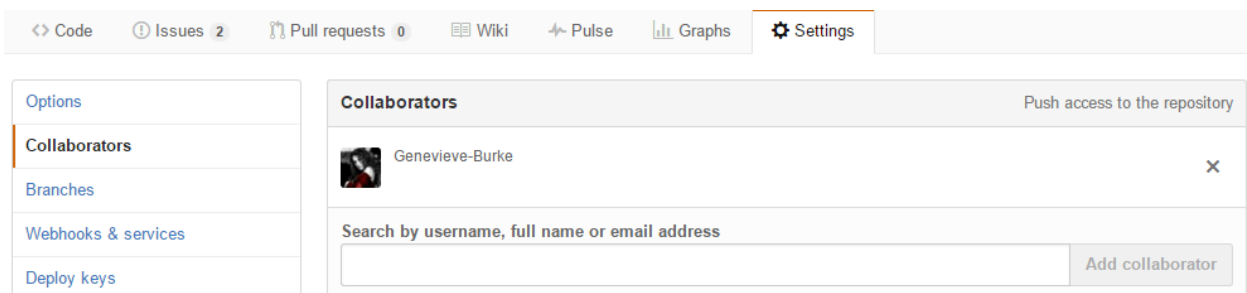 Code Issues 2 Pull requests 0 Wiki Pulse Graphs Settings
Options
Collaborators
Branches
Webhooks & services
Deploy keys
Collaborators Push access to the repository
Genevieve-Burke
Search by username, full name or email address
Add collaborator